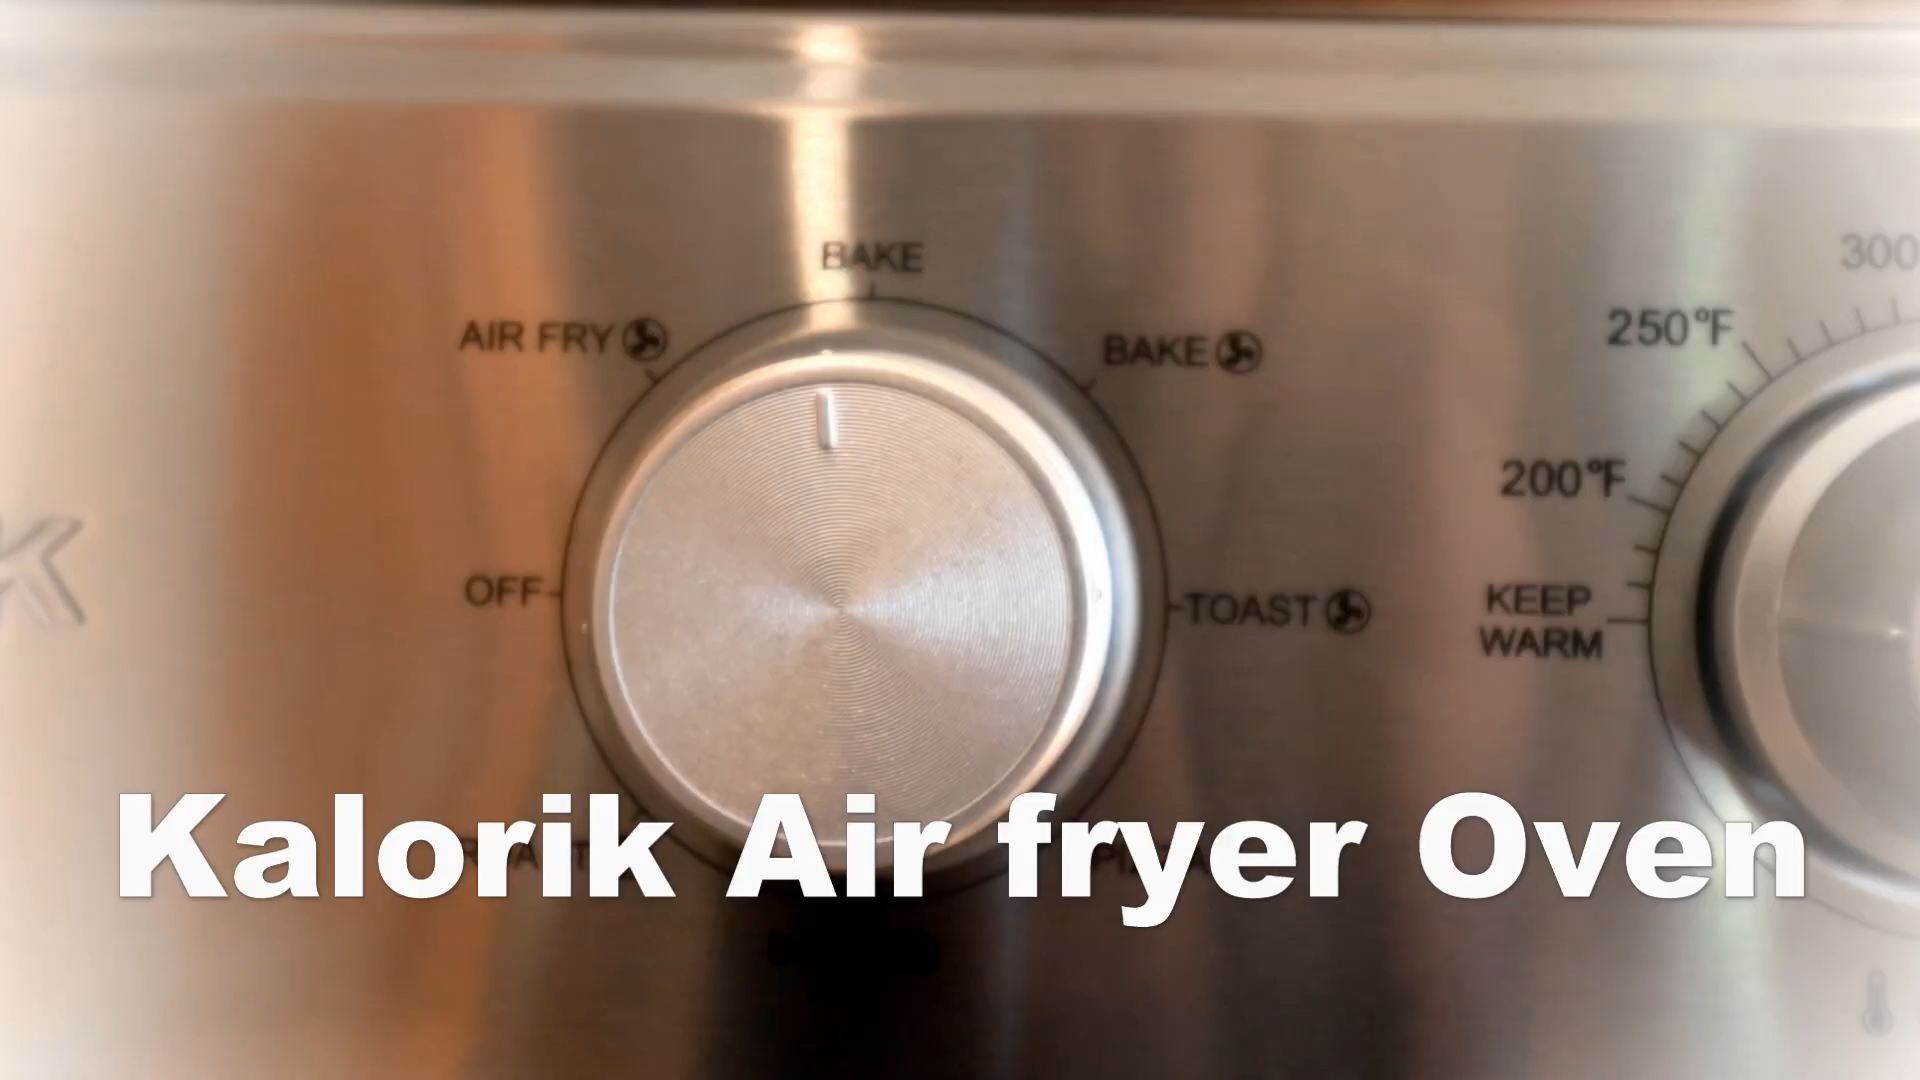 BAKE
AIR FRY
BAKE
OFF
TOAST
300
250°F
200°F
KEEP
WARM
K
Kalorik Air fryer Oven